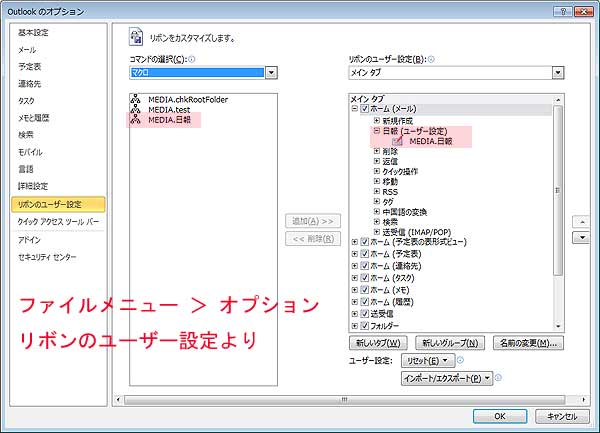 Outlook のオプション
基本設定
メール
予定表
連絡先
タスク
メモと履歴
検索
モバイル
言語
詳細設定
リボンのユーザー設定
クイック アクセス ツール バー
アドイン
セキュリティ センター
リボンをカスタマイズします。
コマンドの選択(C):
マクロ
MEDIA.chkRootFolder
MEDIA.test
MEDIA.日報
追加(A) >>
<< 削除(R)
リボンのユーザー設定(B):
メイン タブ
メイン タブ
ホーム (メール)
新規作成
日報 (ユーザー設定)
MEDIA.日報
削除
返信
クイック操作
移動
RSS
タグ
中国語の変換
検索
送受信 (IMAP/POP)
ホーム (予定表の表形式ビュー)
ホーム (予定表)
ホーム (連絡先)
ホーム (タスク)
ホーム (メモ)
ホーム (履歴)
送受信
フォルダー
新しいタブ(W)
新しいグループ(N)
名前の変更(M)...
ユーザー設定:
リセット(E)
インポート/エクスポート(P)
ファイルメニュー ＞ オプション
リボンのユーザー設定より
OK
キャンセル